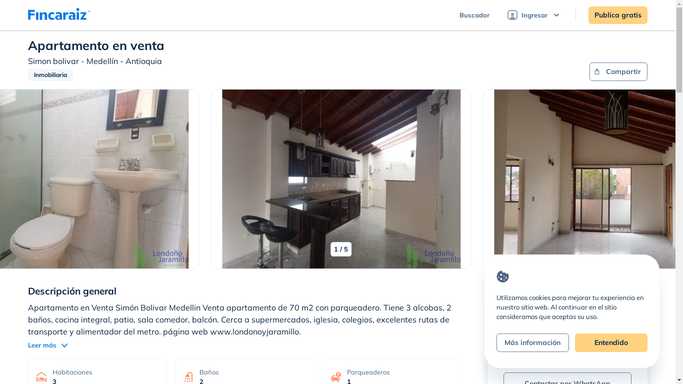 Fincaraiz
Buscador
Ingresar
Publica gratis
Apartamento en venta
Simon bolivar - Medellín - Antioquia
Inmobiliaria
Compartir
Londoño
Jaramillo
1 / 5
Londoño
Jaramillo
Descripción general
Apartamento en Venta Simón Bolivar Medellin Venta apartamento de 70 m2 con parqueadero. Tiene 3 alcobas, 2
baños, cocina integral, patio, sala comedor, balcón. Cerca a supermercados, iglesia, colegios, excelentes rutas de
transporte y alimentador del metro. página web www.londonoyjaramillo.
Leer más
Habitaciones
3
Baños
2
Parqueaderos
1
Utilizamos cookies para mejorar tu experiencia en
nuestro sitio web. Al continuar en el sitio
consideramos que aceptas su uso.
Más información
Entendido
Contactar por WhatsApp